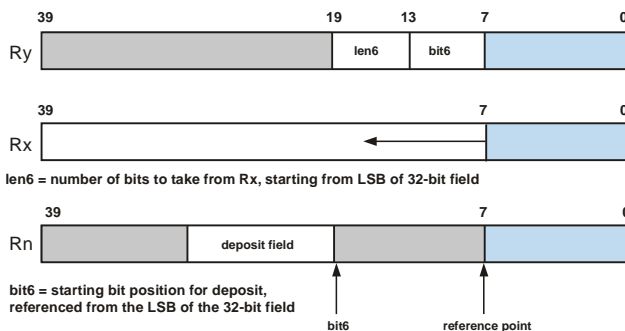 39 19 13 7 0
Ry len6 bit6
39 7 0
Rx
len6 = number of bits to take from Rx, starting from LSB of 32-bit field
39 7
Rn deposit field
bit6 = starting bit position for deposit,
referenced from the LSB of the 32-bit field
bit6 reference point